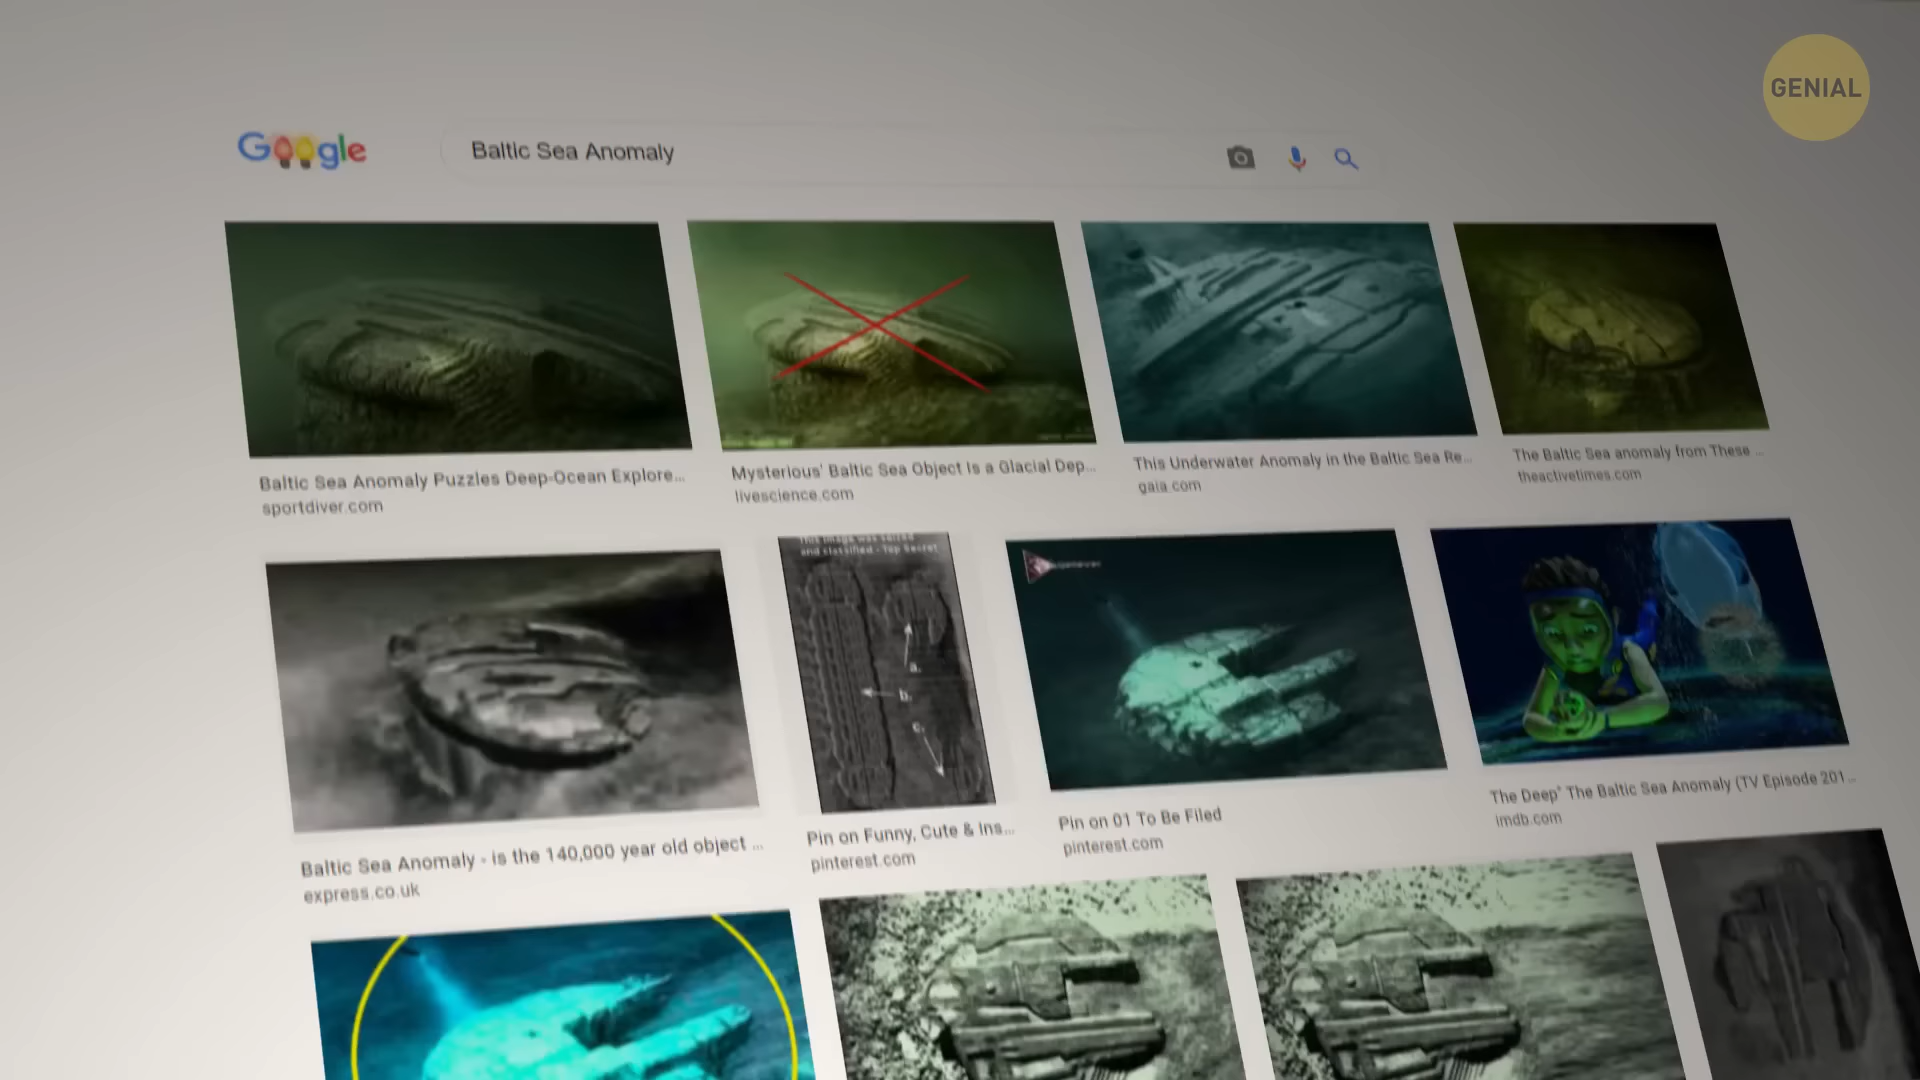 GENIAL
Google
Baltic Sea Anomaly
Baltic Sea Anomaly Puzzles Deep-Ocean Explore...
sportdiver.com
Mysterious' Baltic Sea Object Is a Glacial Dep...
livescience.com
This Underwater Anomaly in the Baltic Sea Re...
gaia.com
The Baltic Sea anomaly from These ...
theactivetimes.com
and classified - Top Secret
a.
b.
c.
Baltic Sea Anomaly - is the 140,000 year old object ...
express.co.uk
Pin on Funny, Cute & Ins...
pinterest.com
Pin on 01 To Be Filed
pinterest.com
The Deep" The Baltic Sea Anomaly (TV Episode 201...
imdb.com